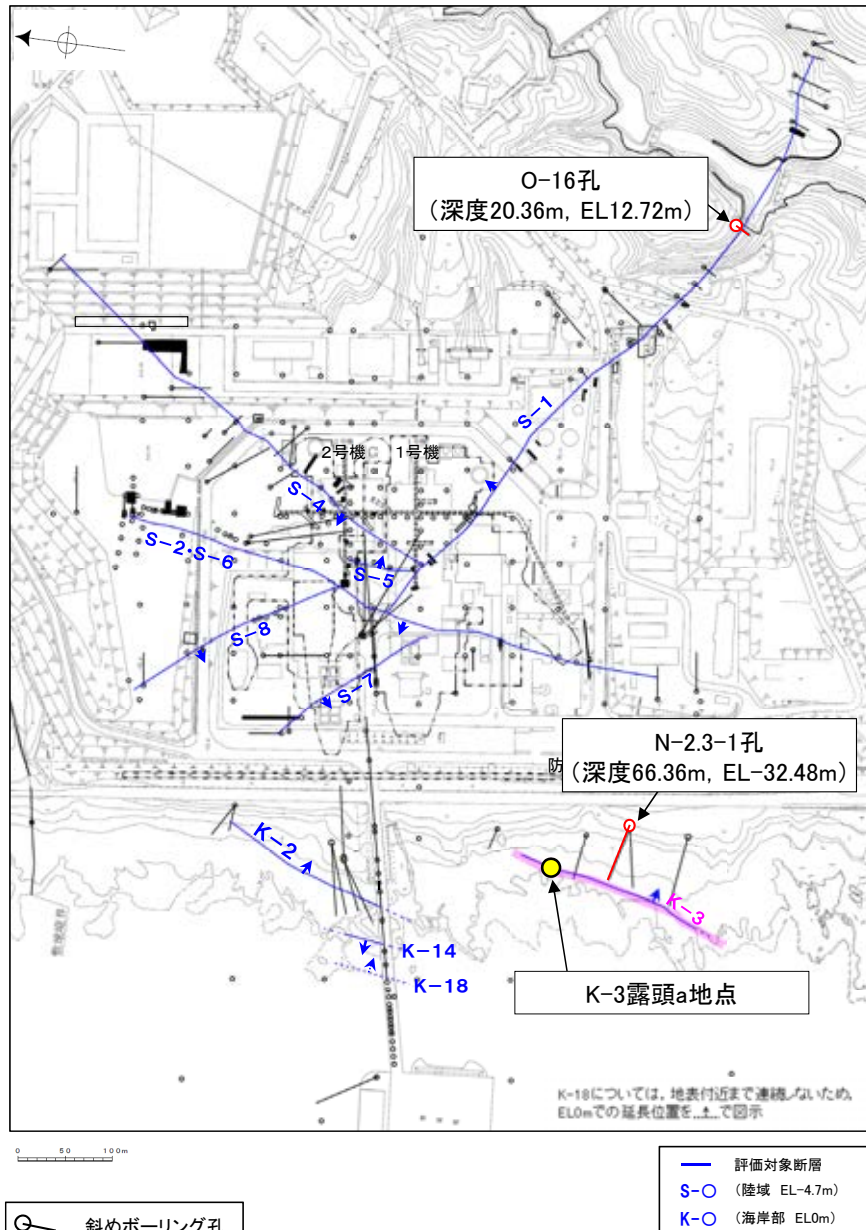 O-16孔
(深度20.36m, EL12.72m)
S-1
2号機 1号機
S-4
S-2・S-6
S-5
S-8
S-7
N-2.3-1孔
(深度66.36m, EL-32.48m)
防
K-2
K-3
K-14
K-18
K-3露頭a地点
K-18については，地表付近まで連続しないため，
EL0mでの延長位置を...で図示
0 50 100m
評価対象断層
S-○ (陸域 EL-4.7m)
K-○ (海岸部 EL0m)
斜めボーリング孔